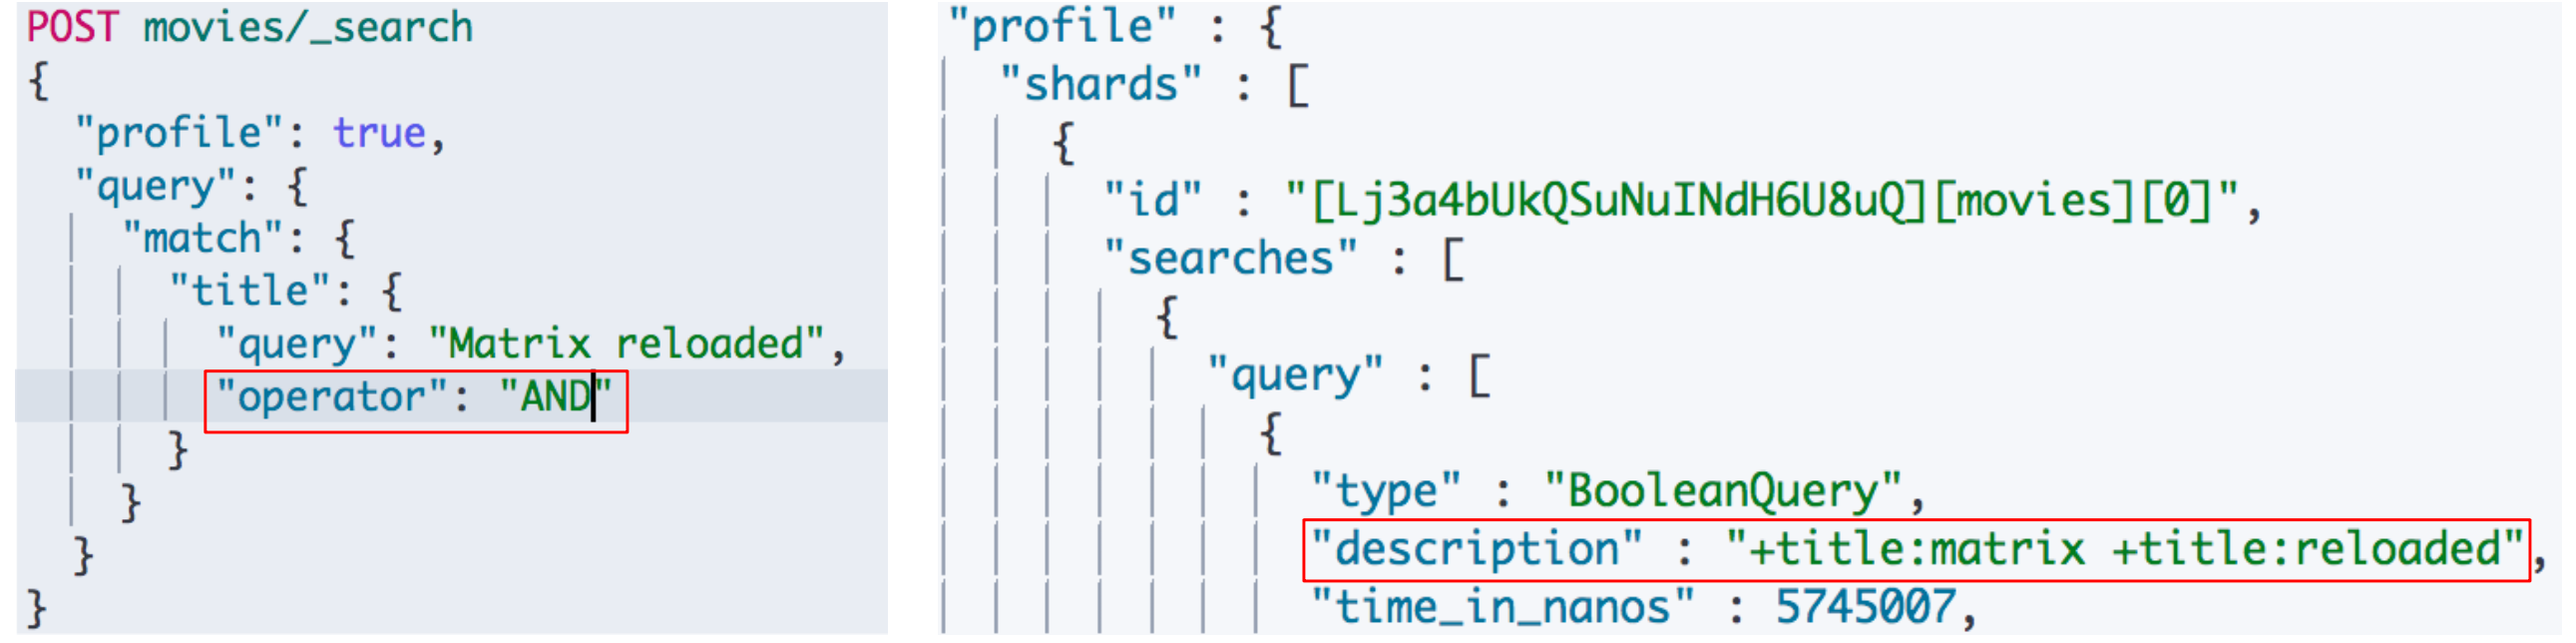 POST movies/_search
{
  "profile": true,
  "query": {
    "match": {
      "title": {
        "query": "Matrix reloaded",
        "operator": "AND"
      }
    }
  }
}
"profile" : {
  "shards" : [
    {
      "id" : "[Lj3a4bUkQSuNuINdH6U8uQ][movies][0]",
      "searches" : [
        {
          "query" : [
            {
              "type" : "BooleanQuery",
              "description" : "+title:matrix +title:reloaded",
              "time_in_nanos" : 5745007,